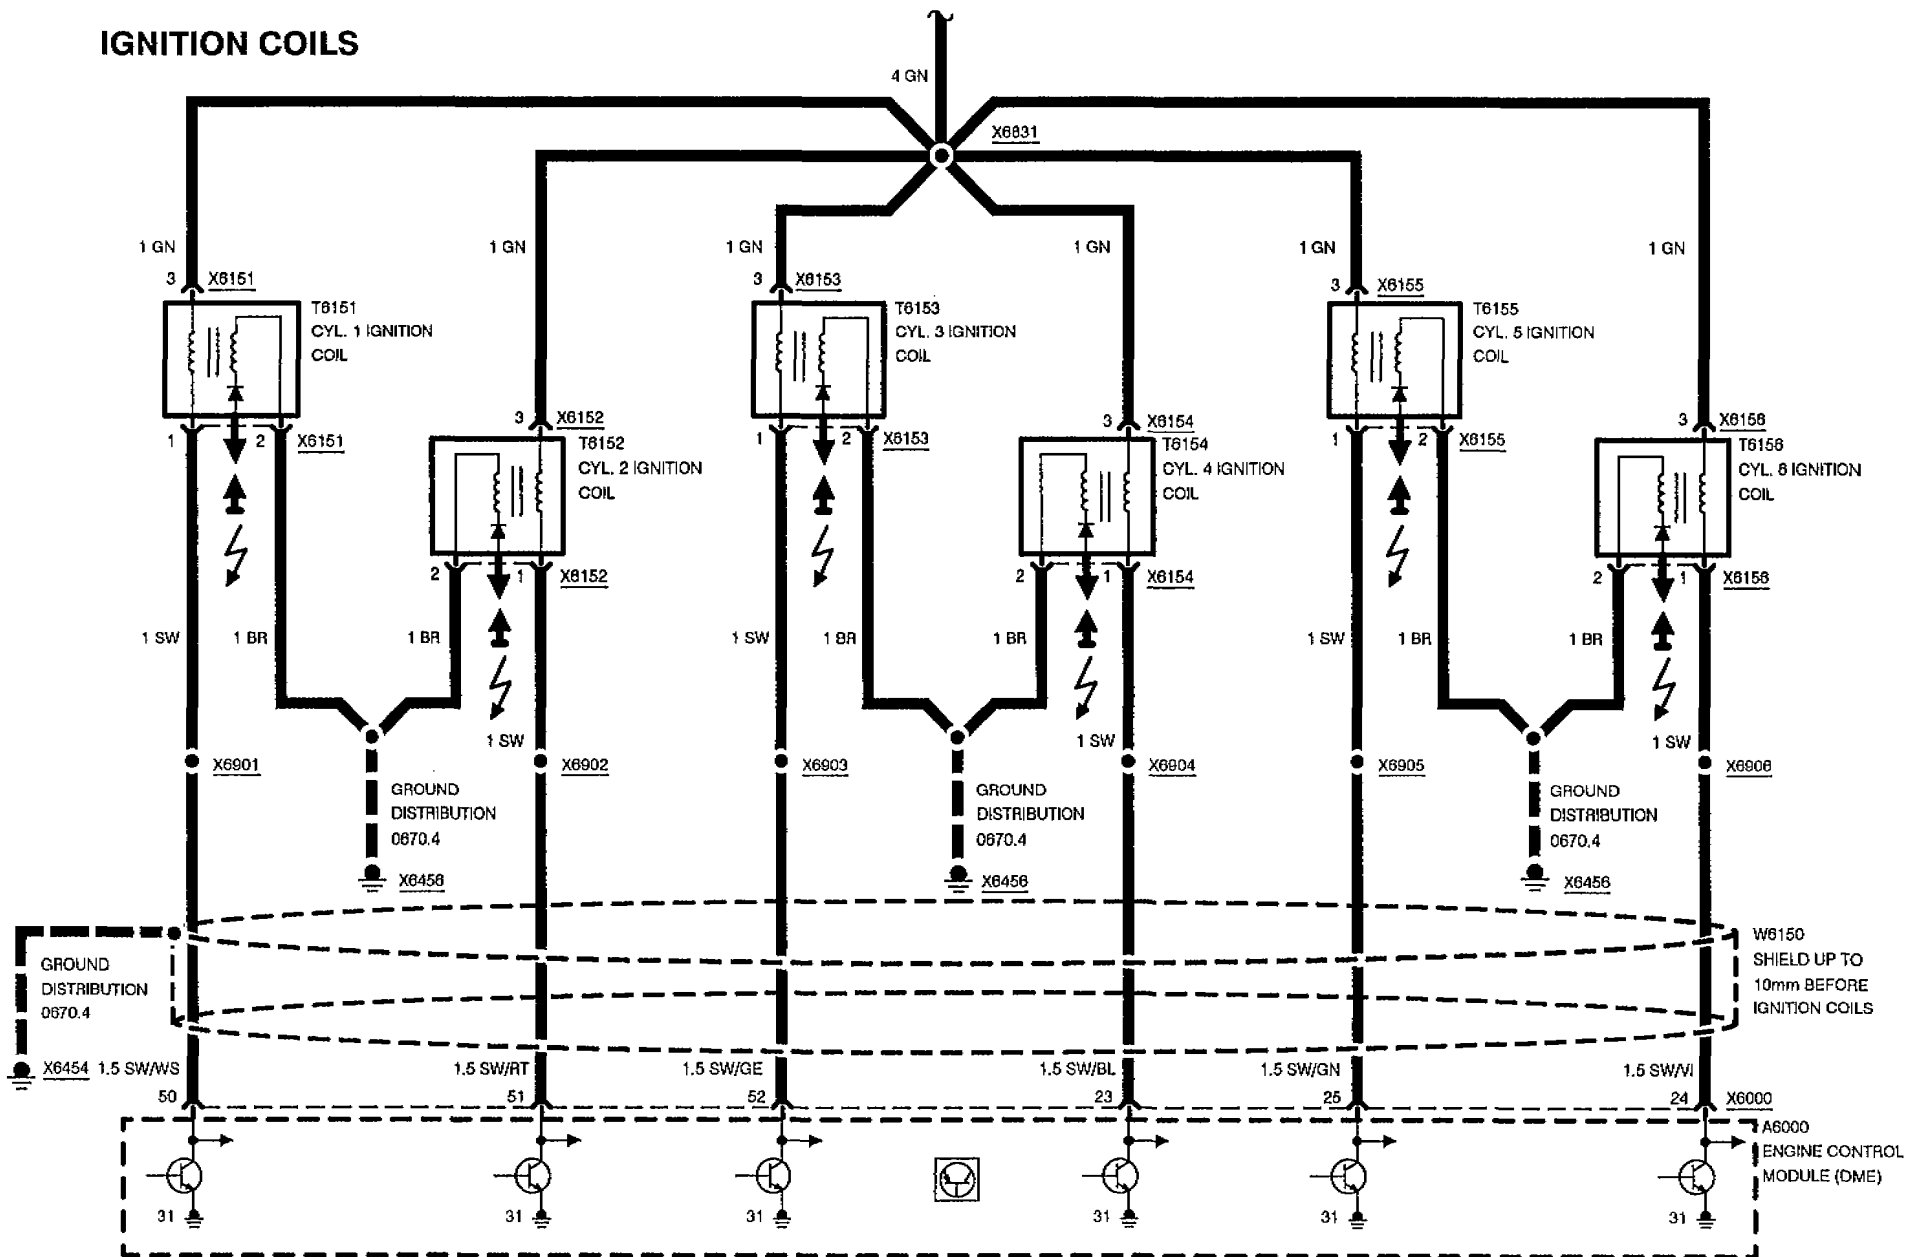 IGNITION COILS
4 GN
X6831
1 GN
1 GN
1 GN
1 GN
1 GN
1 GN
3 X6151
3 X6153
3 X6155
T6151
CYL. 1 IGNITION
COIL
T6153
CYL. 3 IGNITION
COIL
T6155
CYL. 5 IGNITION
COIL
3 X6152
3 X6154
3 X6156
1 2 X6151
1 2 X6153
1 2 X6155
T6152
CYL. 2 IGNITION
COIL
T6154
CYL. 4 IGNITION
COIL
T6156
CYL. 6 IGNITION
COIL
2 1 X6152
2 1 X6154
2 1 X6156
1 SW
1 BR
1 BR
1 SW
1 BR
1 BR
1 SW
1 BR
1 BR
1 SW
1 SW
1 SW
X6901
X6902
X6903
X6904
X6905
X6906
GROUND
DISTRIBUTION
0670.4
GROUND
DISTRIBUTION
0670.4
GROUND
DISTRIBUTION
0670.4
X6456
X6456
X6456
GROUND
DISTRIBUTION
0670.4
W6150
SHIELD UP TO
10mm BEFORE
IGNITION COILS
X6454
1.5 SW/WS
1.5 SW/RT
1.5 SW/GE
1.5 SW/BL
1.5 SW/GN
1.5 SW/VI
50
51
52
23
25
24
X6000
A6000
ENGINE CONTROL
MODULE (DME)
31
31
31
31
31
31